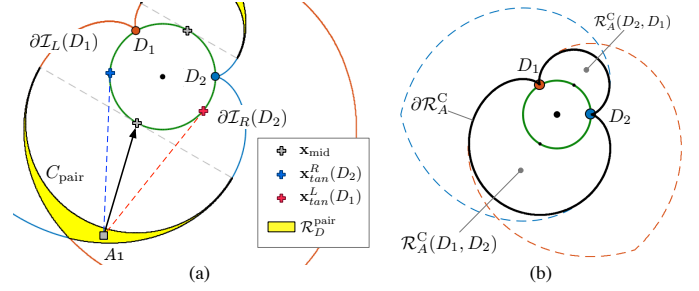 ∂I_L(D_1)
D_1
D_2
∂I_R(D_2)
C_pair
A1
x_mid
x_tan^R(D_2)
x_tan^L(D_1)
R_D^pair
(a)
R_A^C(D_2, D_1)
D_1
∂R_A^C
D_2
R_A^C(D_1, D_2)
(b)